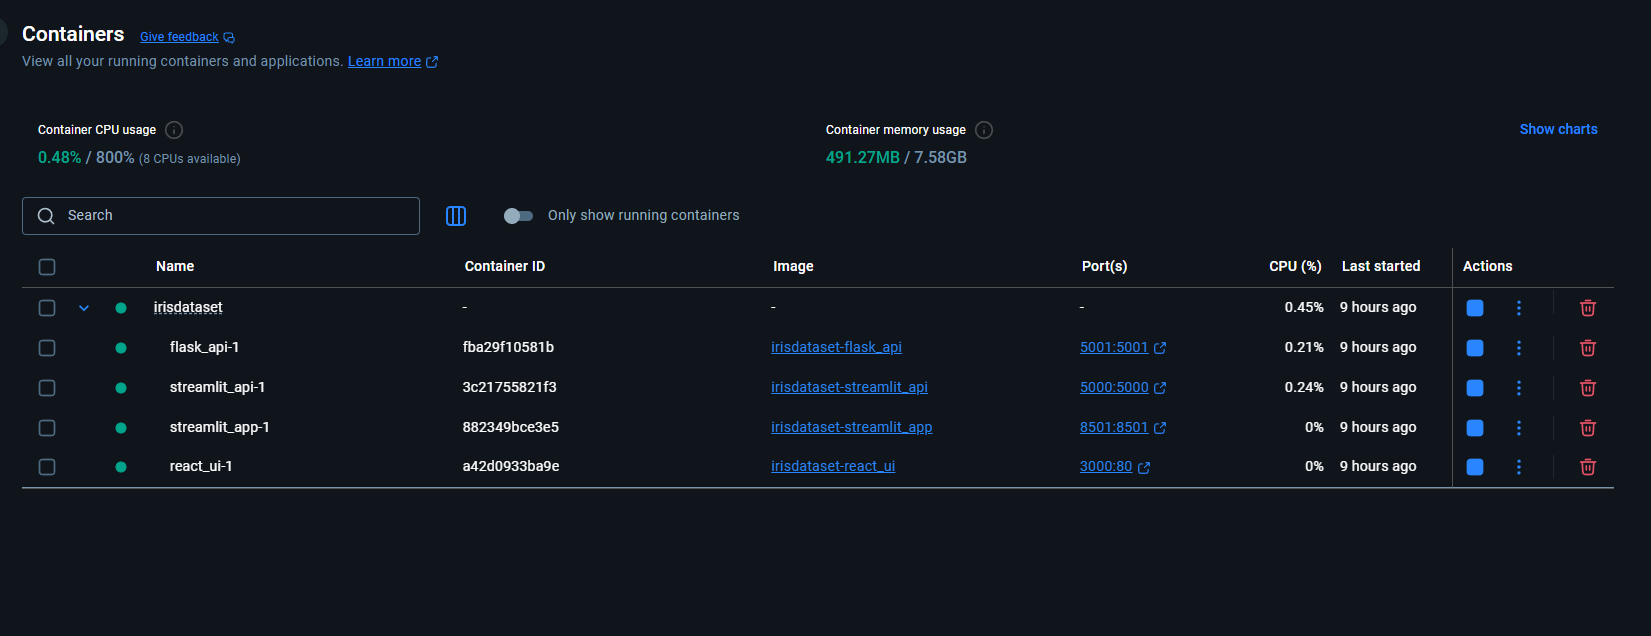 Containers Give feedback
View all your running containers and applications. Learn more
Container CPU usage Container memory usage Show charts
0.48% / 800% (8 CPUs available) 491.27MB / 7.58GB
Search Only show running containers
Name Container ID Image Port(s) CPU (%) Last started Actions
irisdataset - - - 0.45% 9 hours ago
flask_api-1 fba29f10581b irisdataset-flask_api 5001:5001 0.21% 9 hours ago
streamlit_api-1 3c21755821f3 irisdataset-streamlit_api 5000:5000 0.24% 9 hours ago
streamlit_app-1 882349bce3e5 irisdataset-streamlit_app 8501:8501 0% 9 hours ago
react_ui-1 a42d0933ba9e irisdataset-react_ui 3000:80 0% 9 hours ago